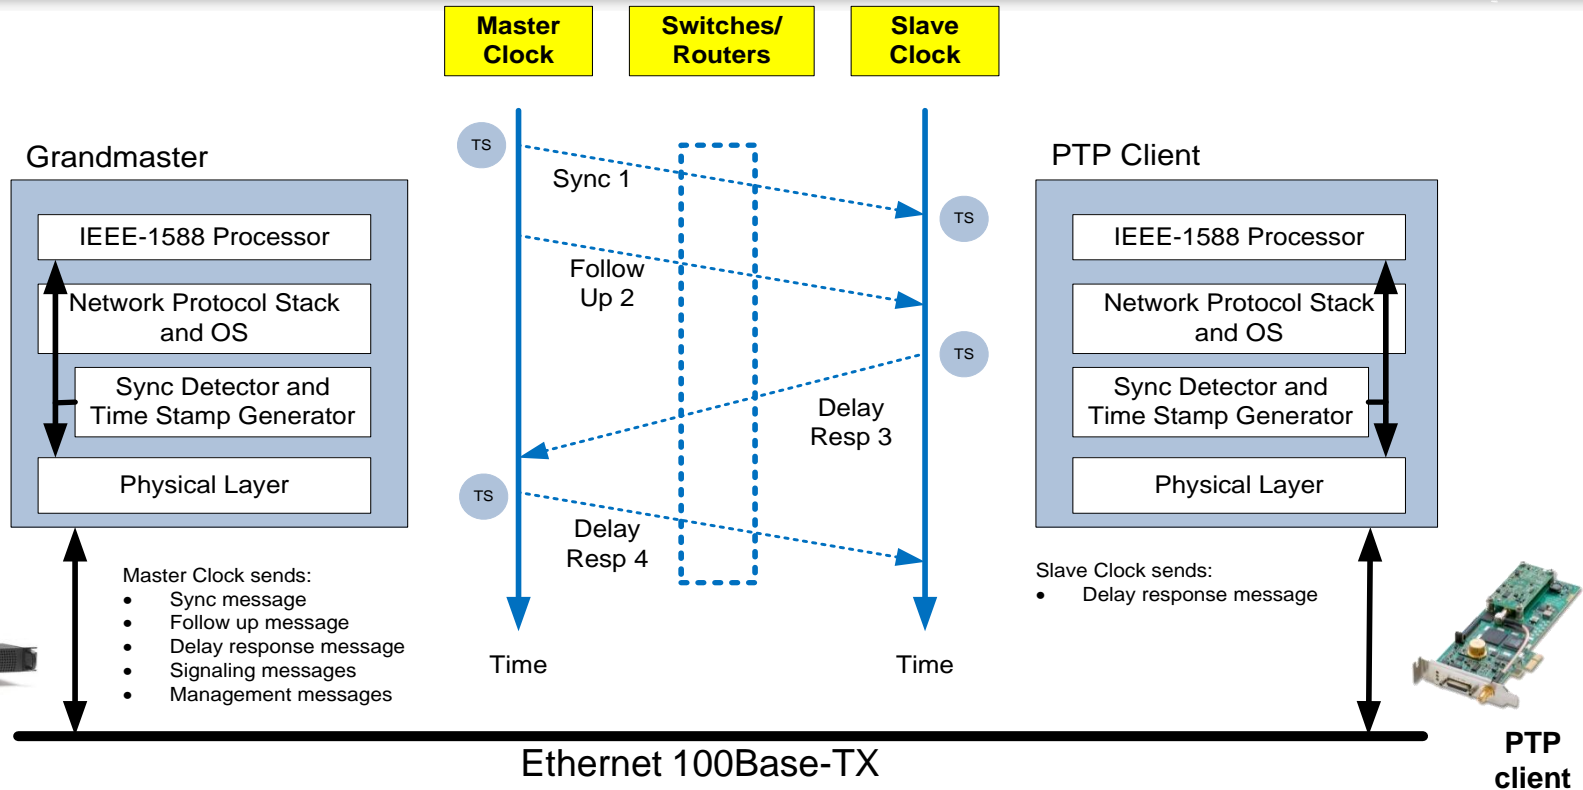 Master
Clock
Switches/
Routers
Slave
Clock
Grandmaster
IEEE-1588 Processor
Network Protocol Stack
and OS
Sync Detector and
Time Stamp Generator
Physical Layer
TS
Sync 1
TS
Follow
Up 2
TS
Delay
Resp 3
TS
Delay
Resp 4
Time
Time
PTP Client
IEEE-1588 Processor
Network Protocol Stack
and OS
Sync Detector and
Time Stamp Generator
Physical Layer
Master Clock sends:
• Sync message
• Follow up message
• Delay response message
• Signaling messages
• Management messages
Slave Clock sends:
• Delay response message
Ethernet 100Base-TX
PTP
client